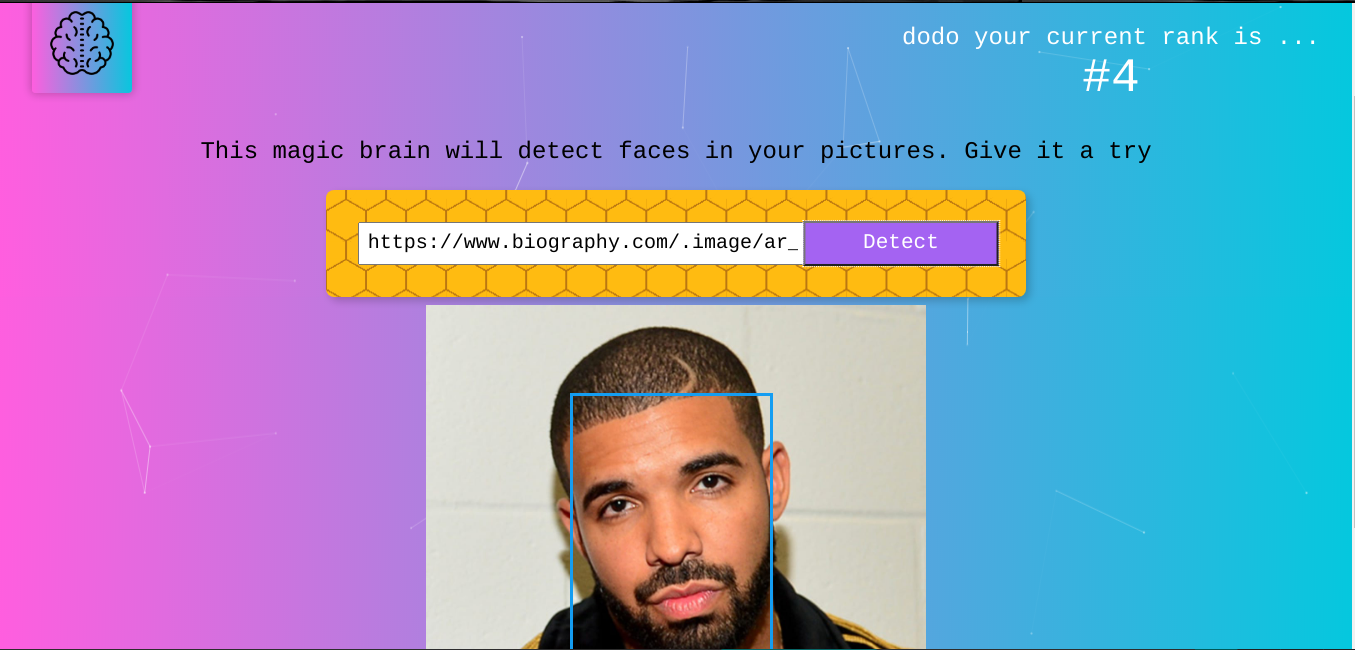 dodo your current rank is ...
#4
This magic brain will detect faces in your pictures. Give it a try
https://www.biography.com/.image/ar_ Detect